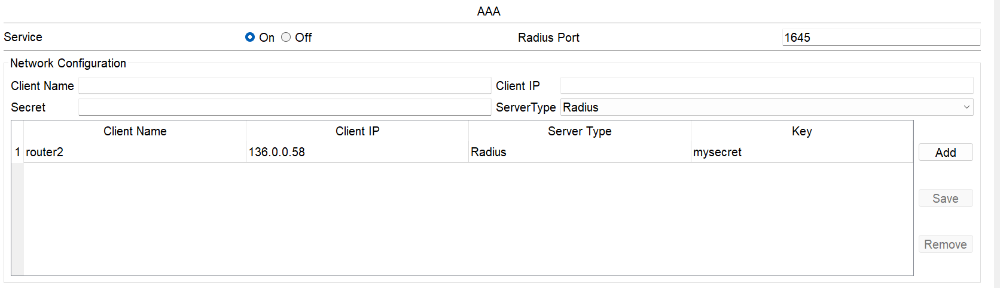 AAA
Service On Off Radius Port 1645
Network Configuration
Client Name Client IP
Secret ServerType Radius
Client Name Client IP Server Type Key
1 router2 136.0.0.58 Radius mysecret Add
Save
Remove